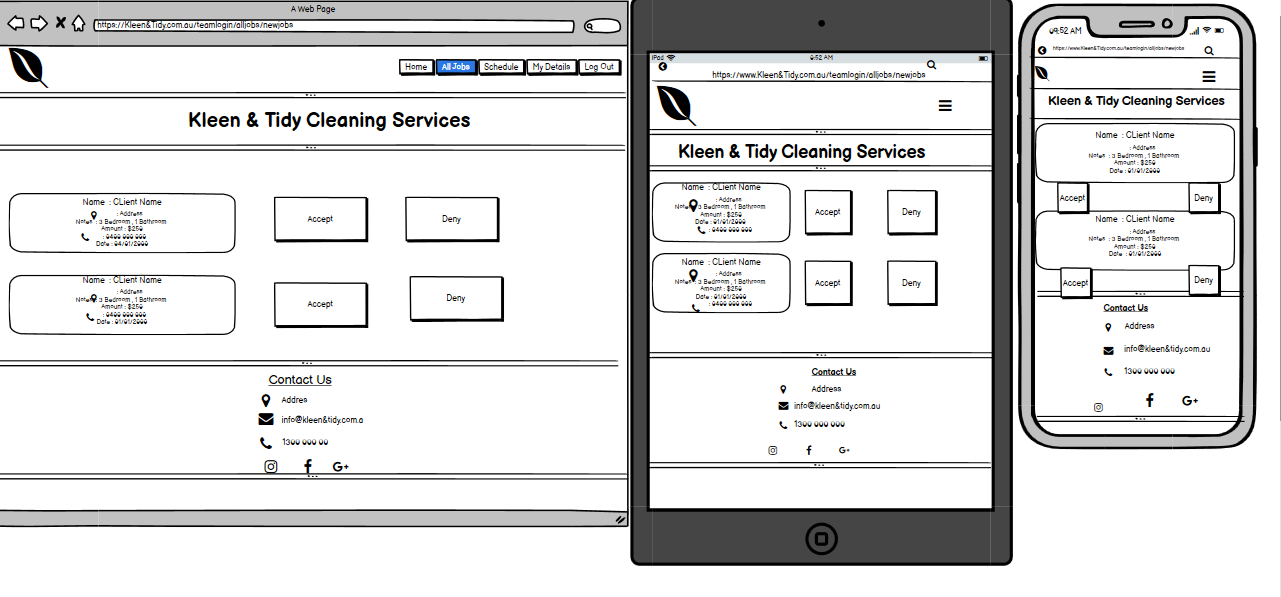 A Web Page
https://Kleen&Tidy.com.au/teamlogin/alljobs/newjobs
Home
All Jobs
Schedule
My Details
Log Out
Kleen & Tidy Cleaning Services
Name : CLient Name
: Address
Notes : 3 Bedroom , 1 Bathroom
Amount : $250
: 0400 000 000
Date : 04/01/2000
Accept
Deny
Name : CLient Name
: Address
Notes : 3 Bedroom , 1 Bathroom
Amount : $250
: 0400 000 000
Date : 01/01/2000
Accept
Deny
Contact Us
Addres
info@kleen&tidy.com.a
1300 000 00
G+
iPad
9:52 AM
https://www.Kleen&Tidy.com.au/teamlogin/alljobs/newjobs
Kleen & Tidy Cleaning Services
Name : CLient Name
: Address
Notes : 3 Bedroom , 1 Bathroom
Amount : $250
Date : 01/01/2000
: 0400 000 000
Accept
Deny
Name : CLient Name
: Address
Notes : 3 Bedroom , 1 Bathroom
Amount : $250
Date : 01/01/2000
: 0400 000 000
Accept
Deny
Contact Us
Address
info@kleen&tidy.com.au
1300 000 000
G+
09:52 AM
https://www.Kleen&Tidy.com.au/teamlogin/alljobs/newjobs
Kleen & Tidy Cleaning Services
Name : CLient Name
: Address
Notes : 3 Bedroom , 1 Bathroom
Amount : $250
Date : 01/01/2000
Accept
Deny
Name : CLient Name
: Address
Notes : 3 Bedroom , 1 Bathroom
Amount : $250
Date : 01/01/2000
Accept
Deny
Contact Us
Address
info@kleen&tidy.com.au
1300 000 000
G+